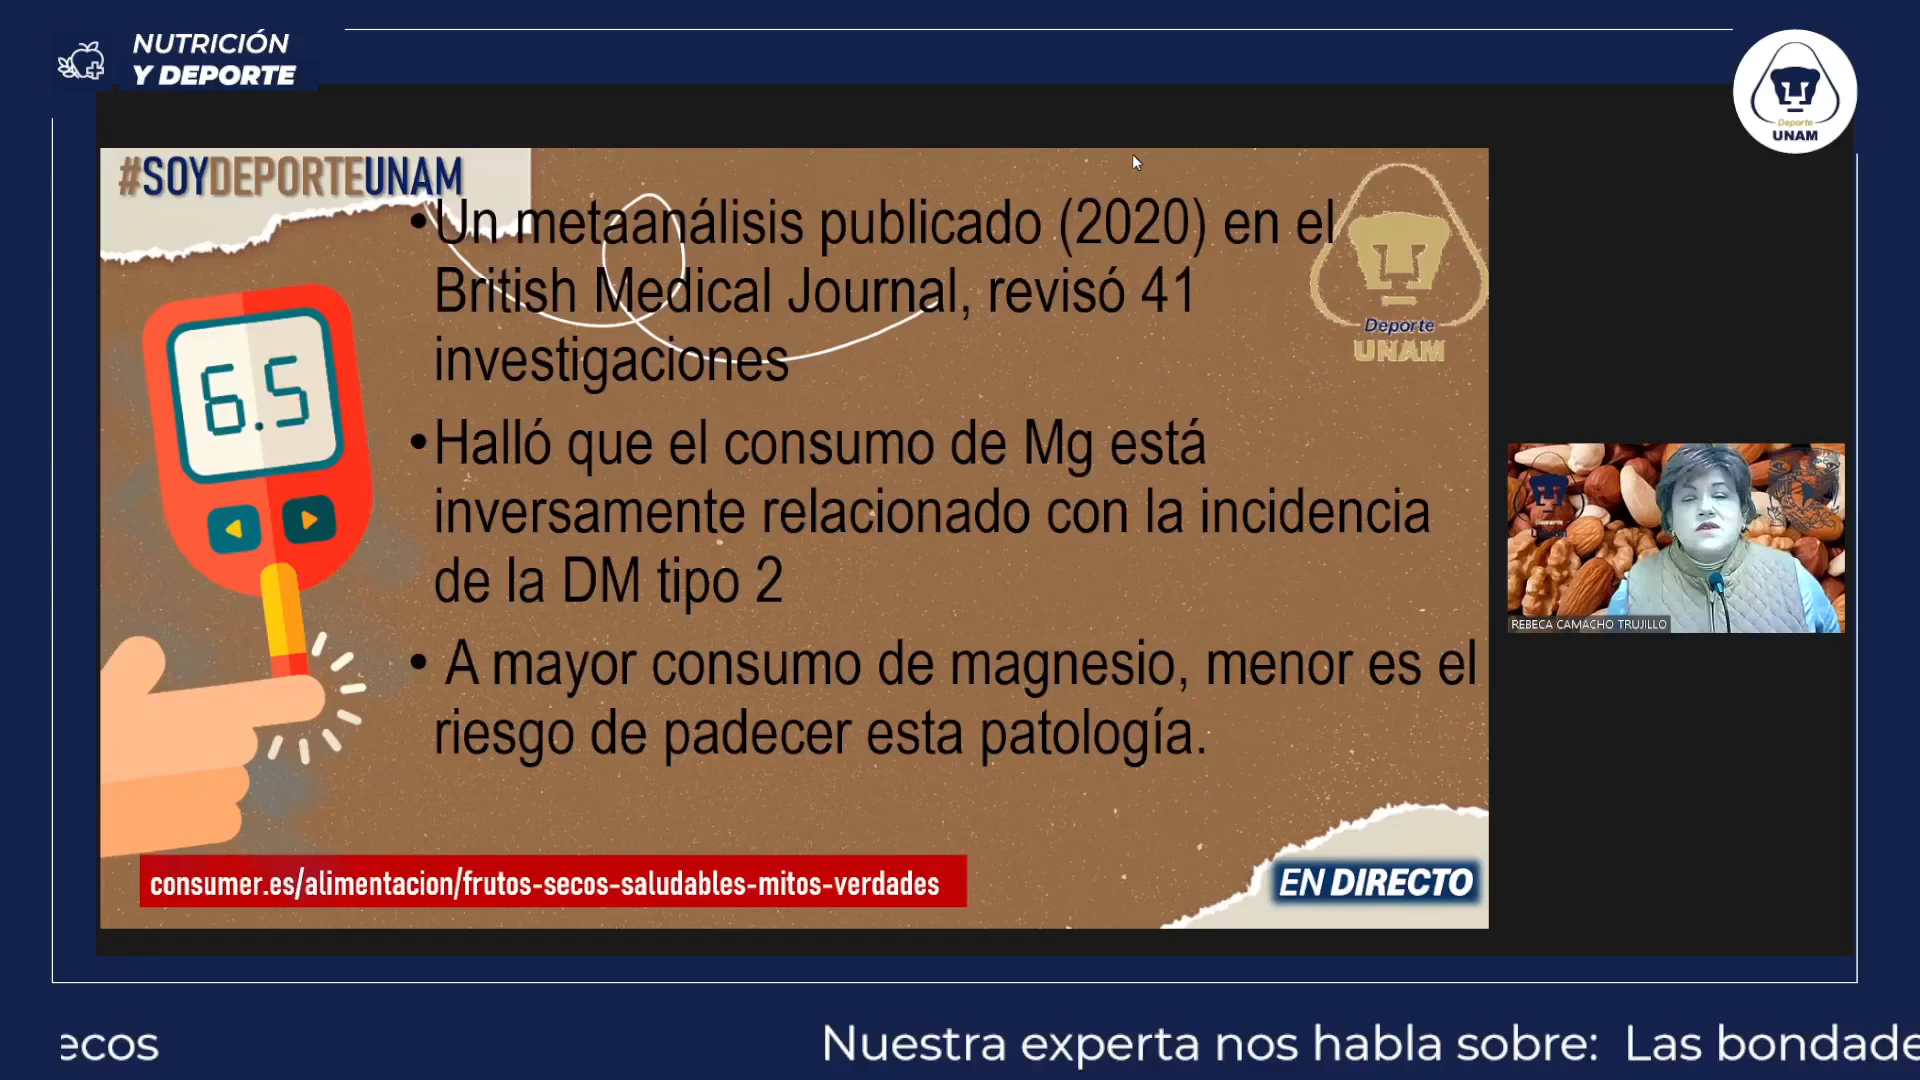 NUTRICIÓN
Y DEPORTE
Deporte
UNAM
#SOYDEPORTEUNAM
•Un metaanálisis publicado (2020) en el
British Medical Journal, revisó 41
investigaciones
•Halló que el consumo de Mg está
inversamente relacionado con la incidencia
de la DM tipo 2
• A mayor consumo de magnesio, menor es el
riesgo de padecer esta patología.
Deporte
UNAM
6.5
REBECA CAMACHO TRUJILLO
consumer.es/alimentacion/frutos-secos-saludables-mitos-verdades
EN DIRECTO
ecos
Nuestra experta nos habla sobre: Las bondade